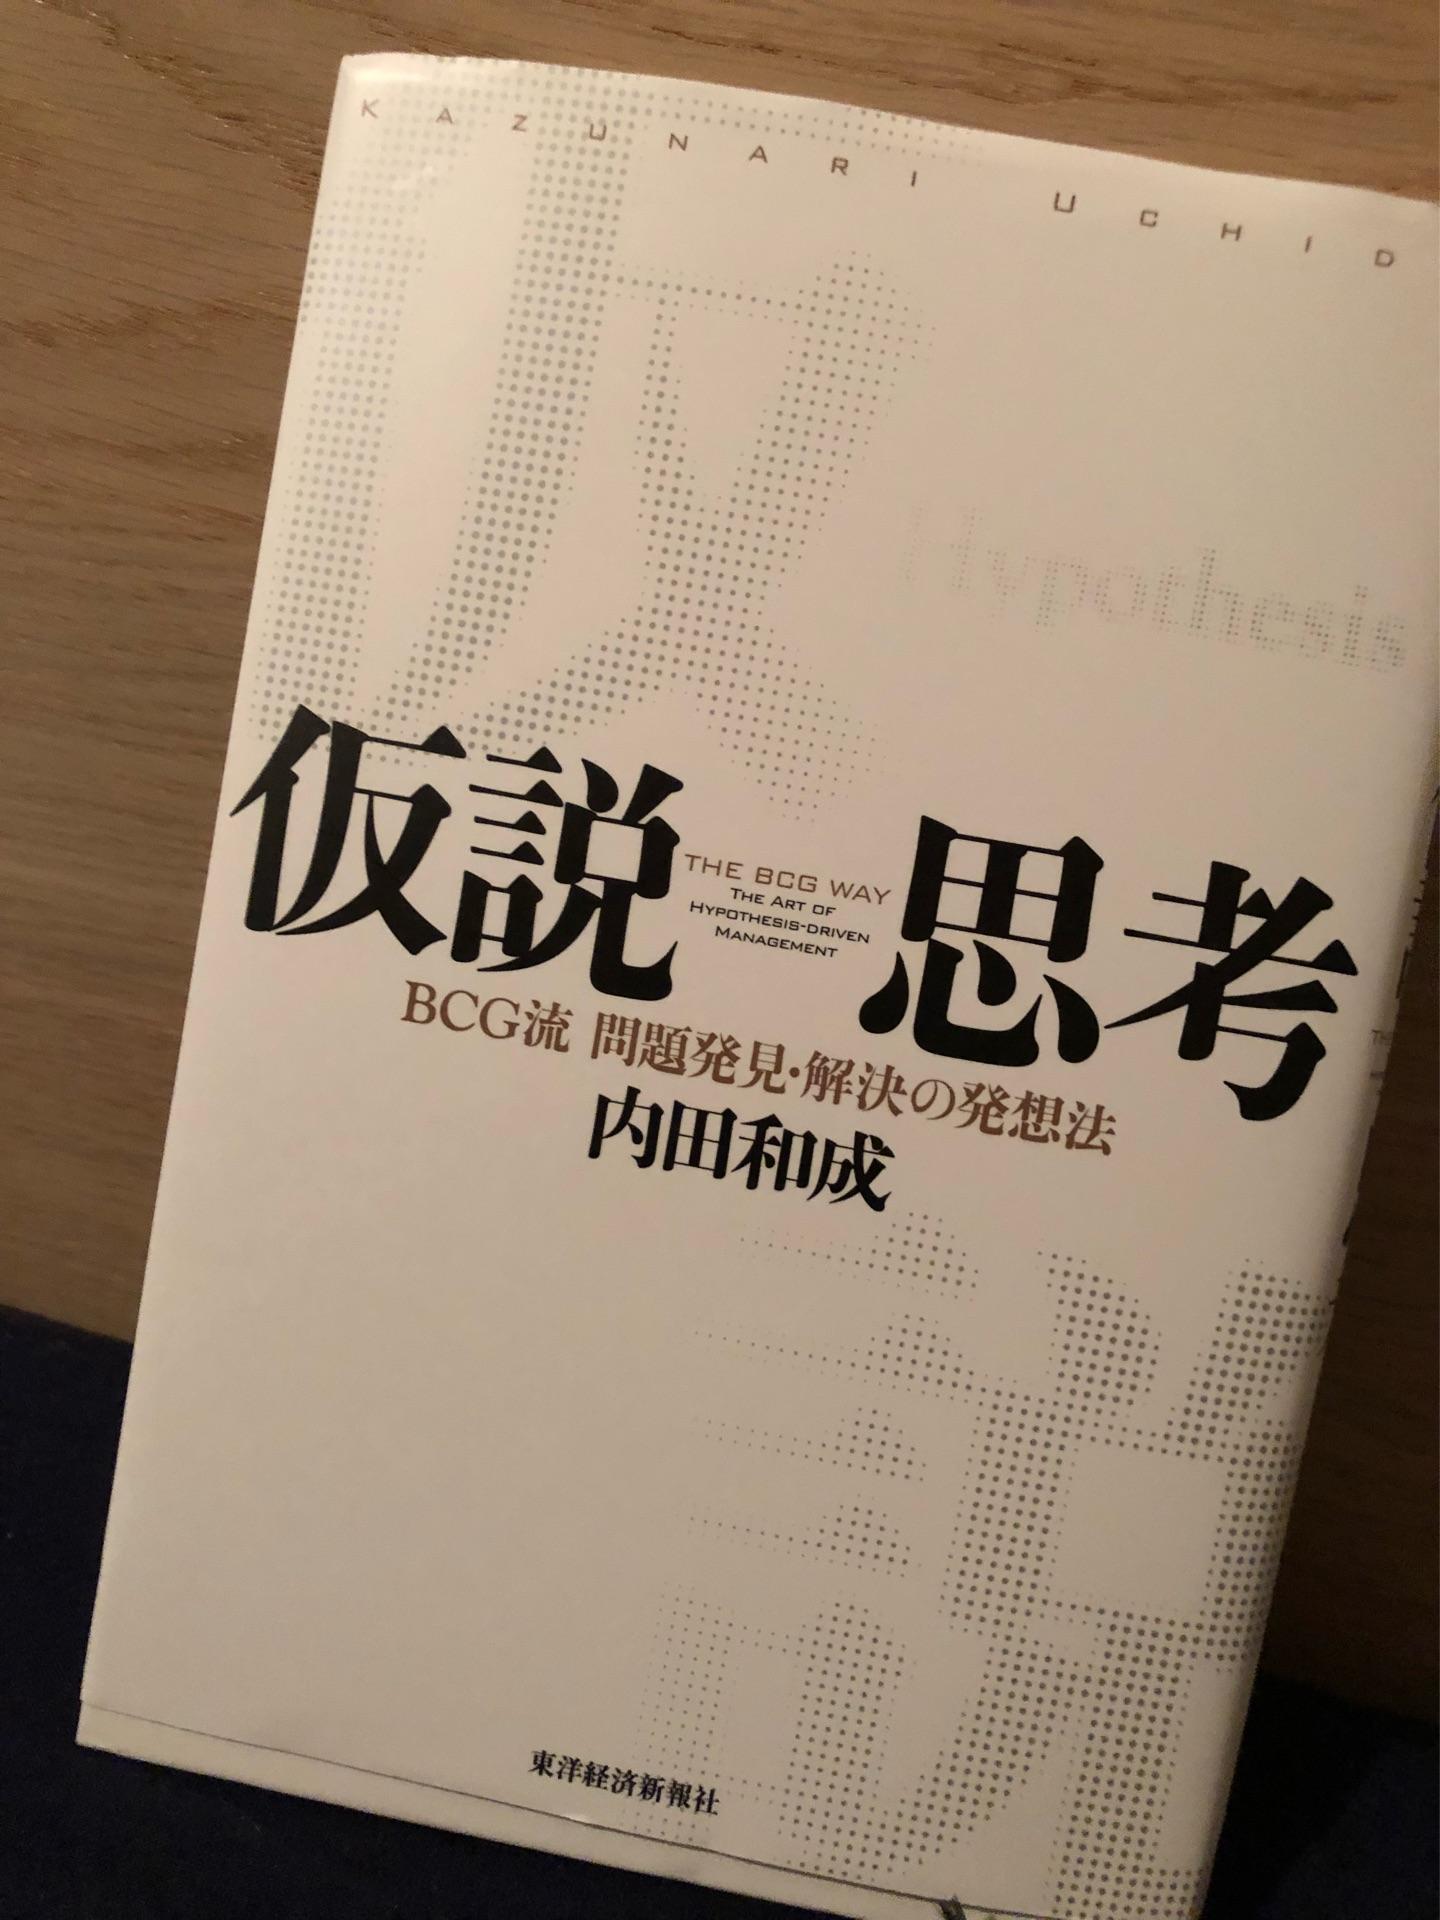 KAZUNARI UCHID
Hypothesis
仮説思考
THE BCG WAY
THE ART OF
HYPOTHESIS-DRIVEN
MANAGEMENT
BCG流 問題発見・解決の発想法
内田和成
東洋経済新報社